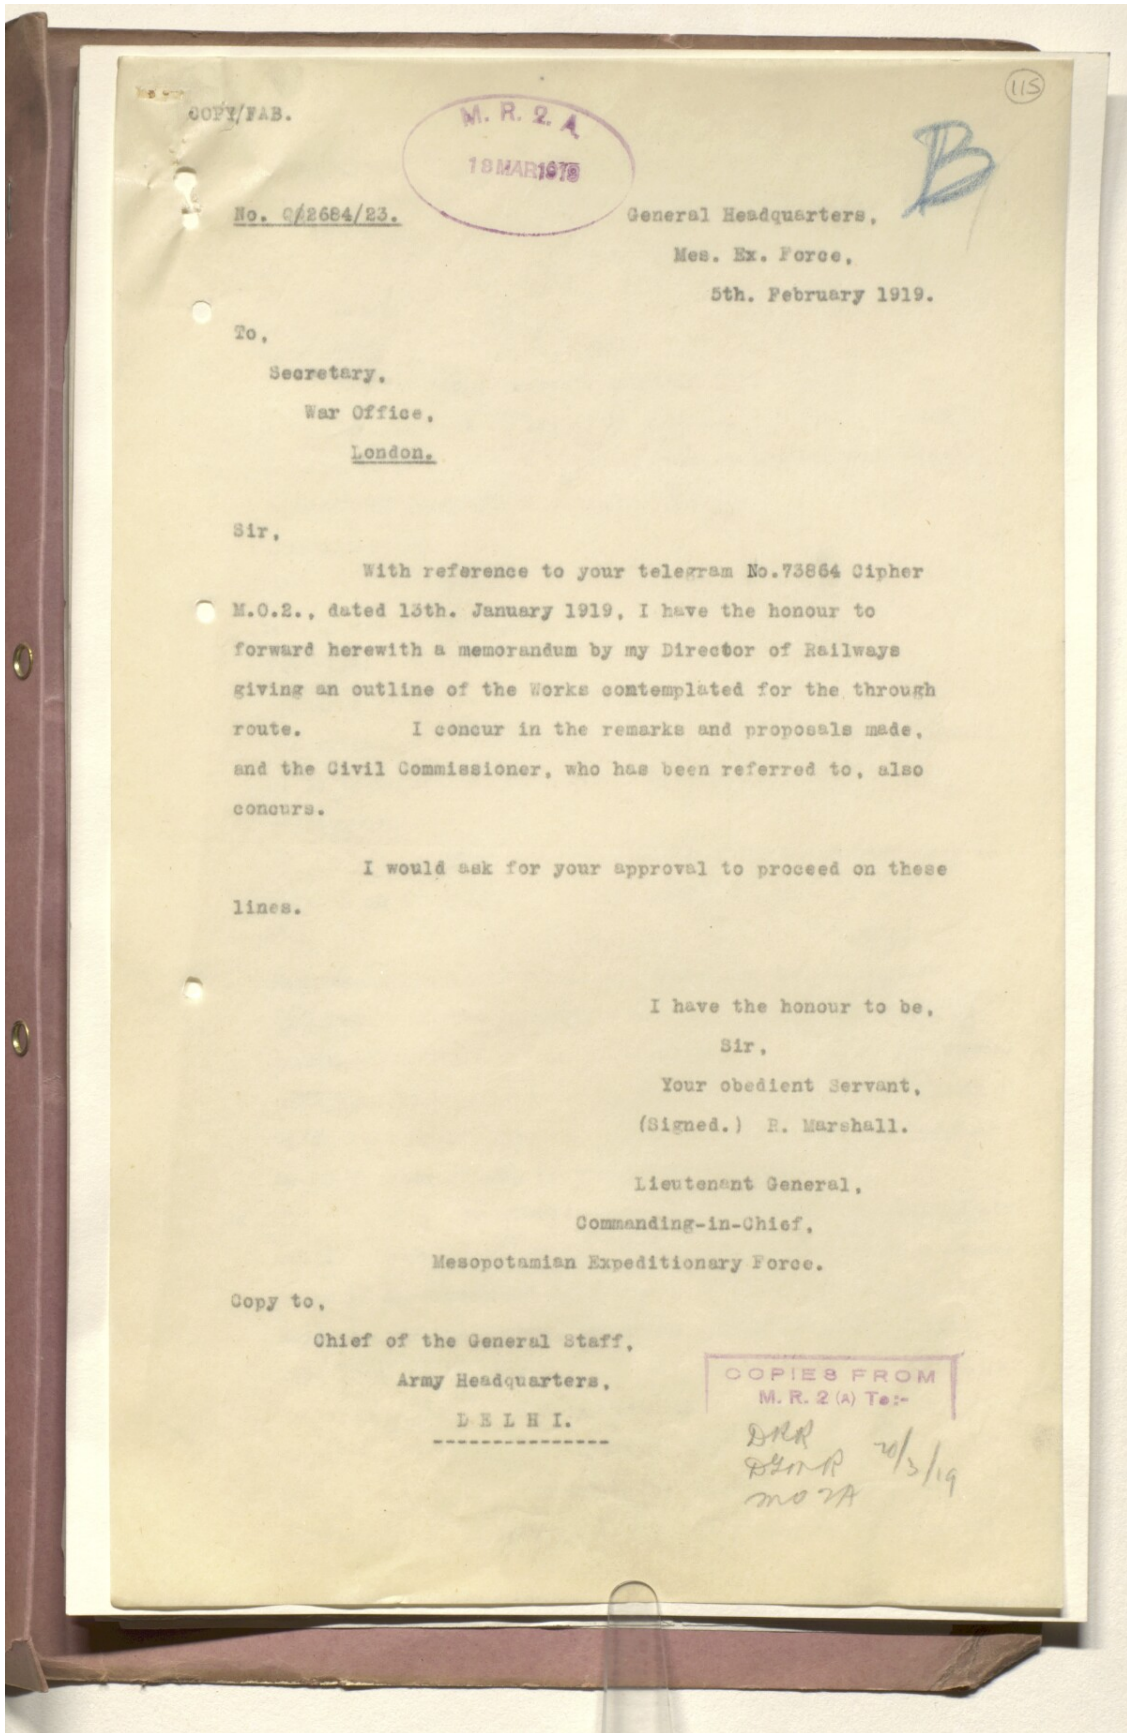 115
COPY/FAB.
M. R. 2. A.
18 MAR 1919
B
No. O/2684/23.
General Headquarters,
Mes. Ex. Force,
5th. February 1919.
To,
Secretary,
War Office,
London.
Sir,
With reference to your telegram No.73864 Cipher
M.O.2., dated 13th. January 1919, I have the honour to
forward herewith a memorandum by my Director of Railways
giving an outline of the Works contemplated for the through
route. I concur in the remarks and proposals made,
and the Civil Commissioner, who has been referred to, also
concurs.
I would ask for your approval to proceed on these
lines.
I have the honour to be,
Sir,
Your obedient Servant,
(Signed.) R. Marshall.
Lieutenant General,
Commanding-in-Chief,
Mesopotamian Expeditionary Force.
Copy to,
Chief of the General Staff,
Army Headquarters,
DELHI.
COPIES FROM
M. R. 2 (A) To:-
DRR
DGMR 20/3/19
MO2A